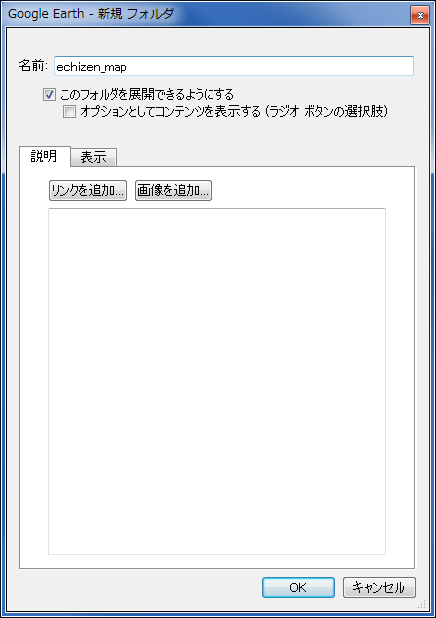 Google Earth - 新規 フォルダ
名前: echizen_map
このフォルダを展開できるようにする
オプションとしてコンテンツを表示する (ラジオ ボタンの選択肢)
説明 表示
リンクを追加... 画像を追加...
OK キャンセル